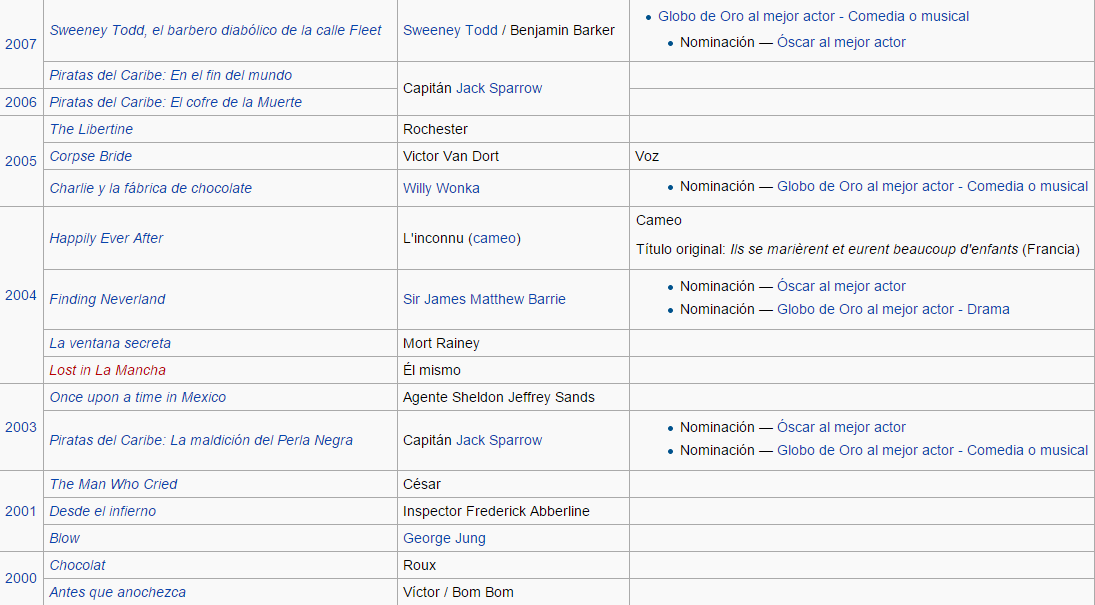 2007
Sweeney Todd, el barbero diabólico de la calle Fleet
Sweeney Todd / Benjamin Barker
Globo de Oro al mejor actor - Comedia o musical
Nominación — Óscar al mejor actor
Piratas del Caribe: En el fin del mundo
Capitán Jack Sparrow
2006
Piratas del Caribe: El cofre de la Muerte
2005
The Libertine
Rochester
Corpse Bride
Victor Van Dort
Voz
Charlie y la fábrica de chocolate
Willy Wonka
Nominación — Globo de Oro al mejor actor - Comedia o musical
2004
Happily Ever After
L'inconnu (cameo)
Cameo
Título original: Ils se marièrent et eurent beaucoup d'enfants (Francia)
Finding Neverland
Sir James Matthew Barrie
Nominación — Óscar al mejor actor
Nominación — Globo de Oro al mejor actor - Drama
La ventana secreta
Mort Rainey
Lost in La Mancha
Él mismo
2003
Once upon a time in Mexico
Agente Sheldon Jeffrey Sands
Piratas del Caribe: La maldición del Perla Negra
Capitán Jack Sparrow
Nominación — Óscar al mejor actor
Nominación — Globo de Oro al mejor actor - Comedia o musical
2001
The Man Who Cried
César
Desde el infierno
Inspector Frederick Abberline
Blow
George Jung
2000
Chocolat
Roux
Antes que anochezca
Víctor / Bom Bom